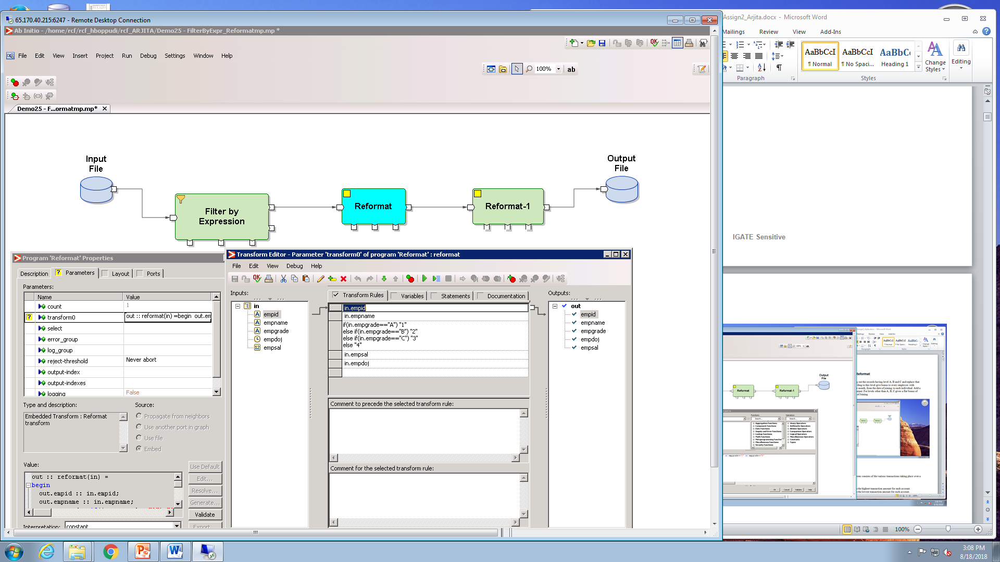 65.170.40.215:6247 - Remote Desktop Connection
Ab Initio - /home/rcf/rcf_hboppudi/rcf_ARJITA/Demo25 - FilterByExpr_Reformatmp.mp *
File Edit View Insert Project Run Debug Settings Window Help
100%
ab
Demo25 - F...ormatmp.mp*
Input
File
Filter by
Expression
Reformat
Reformat-1
Output
File
Program 'Reformat' Properties
Description
Parameters
Layout
Ports
Parameters:
Name Value
count 1
transform0 out :: reformat(in) =begin out.em
select
error_group
log_group
reject-threshold Never abort
output-index
output-indexes
logging False
Type and description:
Embedded Transform : Reformat
transform
Source:
Propagate from neighbors
Use another port in graph
Use file
Embed
Value:
out :: reformat(in) =
begin
out.empid :: in.empid;
out.empname :: in.empname;
Use Default
Edit...
Resolve...
Generate...
Validate
Export...
Interpretation: constant
Transform Editor - Parameter 'transform0' of program 'Reformat' : reformat
File Edit View Debug Help
Inputs:
in
empid
empname
empgrade
empdoj
empsal
Transform Rules
Variables
Statements
Documentation
in.empid
in.empname
if(in.empgrade=="A") "1"
else if(in.empgrade=="B") "2"
else if(in.empgrade=="C") "3"
else "4"
in.empsal
in.empdoj
Comment to precede the selected transform rule:
Comment for the selected transform rule:
Outputs:
out
empid
empname
empgrade
empdoj
empsal
Assign2_Arjita.docx - Microsoft Word
Mailings Review View Add-Ins
AaBbCcI AaBbCcI AaBbC
¶ Normal ¶ No Spaci... Heading 1
Change
Styles
Editing
Paragraph
Styles
IGATE Sensitive
Reformat
Reformat
Reformat-1
Output
File
100%
3:08 PM
8/18/2018